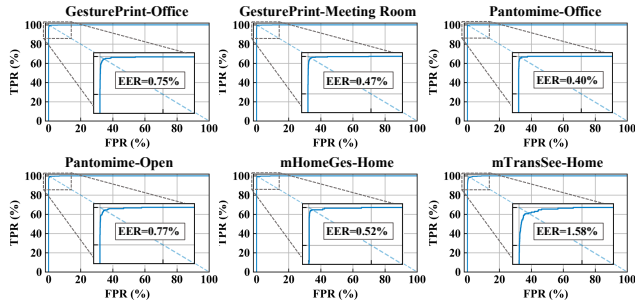 GesturePrint-Office
GesturePrint-Meeting Room
Pantomime-Office
100
80
60
40
20
0
TPR (%)
EER=0.75%
0 20 40 60 80 100
FPR (%)
100
80
60
40
20
0
TPR (%)
EER=0.47%
0 20 40 60 80 100
FPR (%)
100
80
60
40
20
0
TPR (%)
EER=0.40%
0 20 40 60 80 100
FPR (%)
Pantomime-Open
mHomeGes-Home
mTransSee-Home
100
80
60
40
20
0
TPR (%)
EER=0.77%
0 20 40 60 80 100
FPR (%)
100
80
60
40
20
0
TPR (%)
EER=0.52%
0 20 40 60 80 100
FPR (%)
100
80
60
40
20
0
TPR (%)
EER=1.58%
0 20 40 60 80 100
FPR (%)